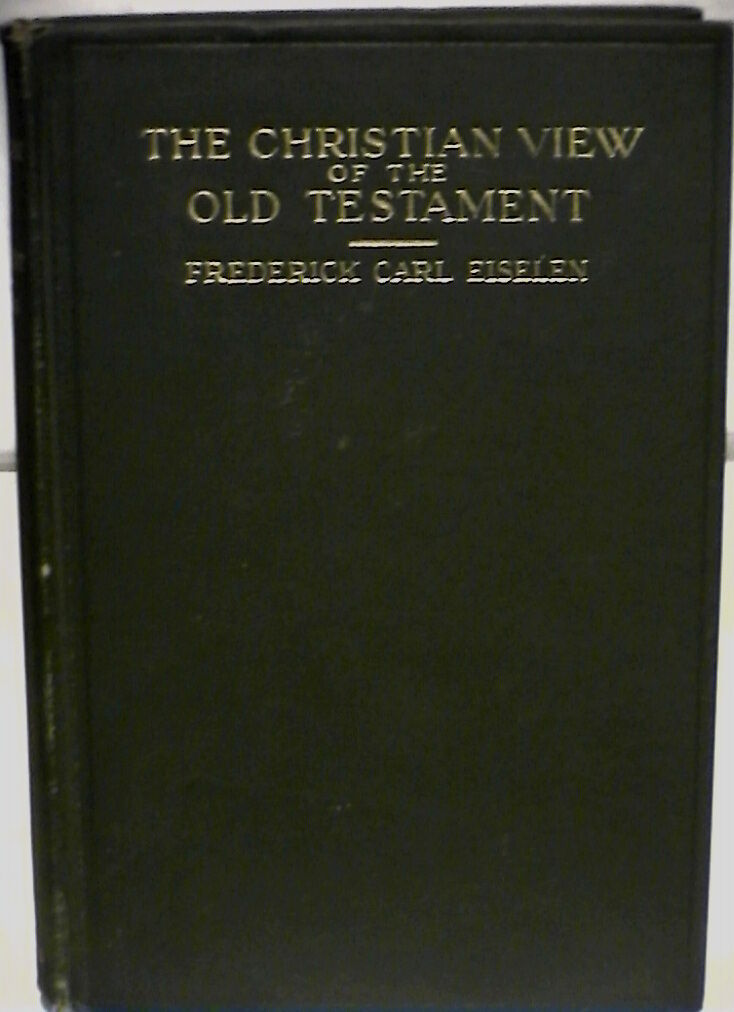 THE CHRISTIAN VIEW
OF THE
OLD TESTAMENT
FREDERICK CARL EISELEN